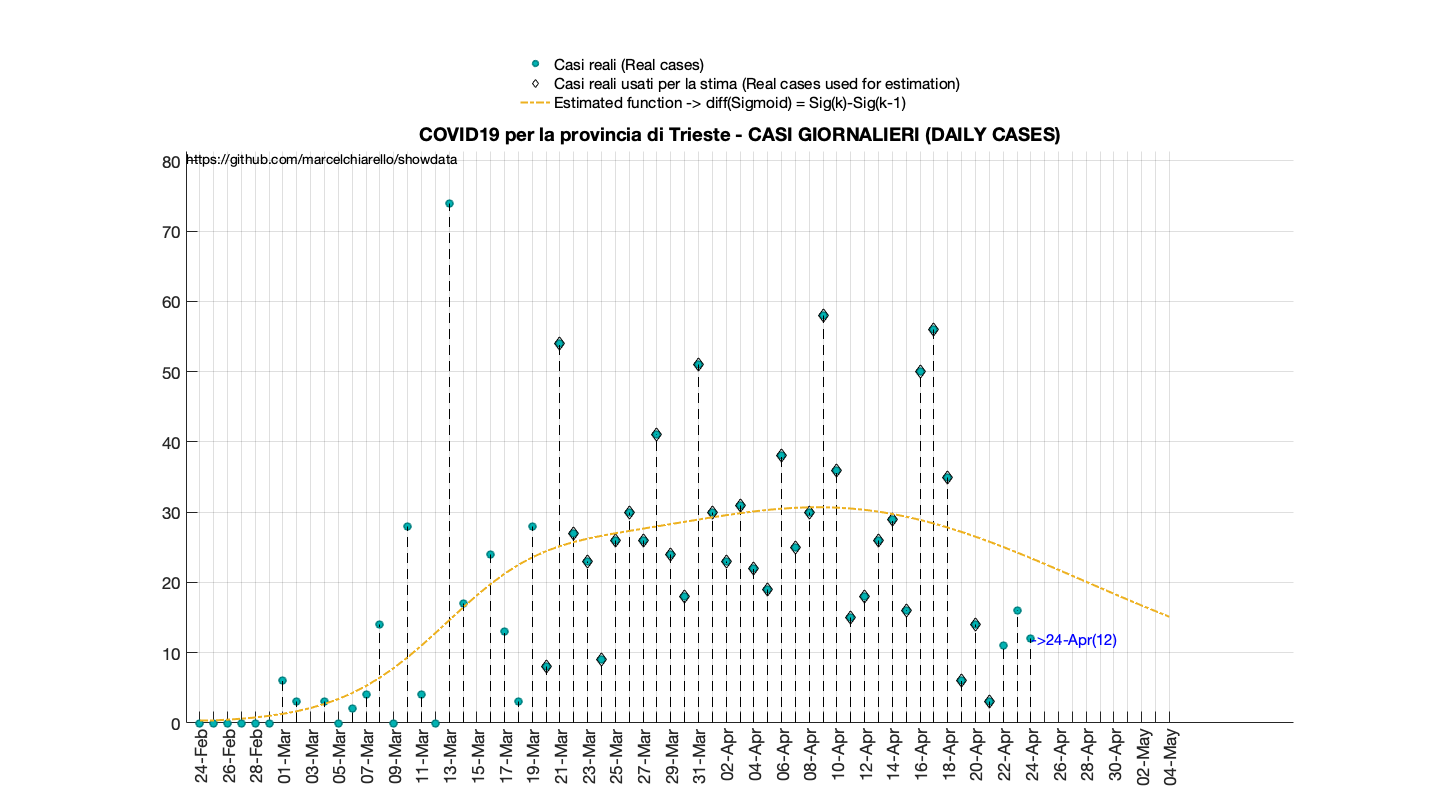 Casi reali (Real cases)
Casi reali usati per la stima (Real cases used for estimation)
Estimated function -> diff(Sigmoid) = Sig(k)-Sig(k-1)
COVID19 per la provincia di Trieste - CASI GIORNALIERI (DAILY CASES)
https://github.com/marcelchiarello/showdata
80
70
60
50
40
30
20
10
0
->24-Apr(12)
24-Feb
26-Feb
28-Feb
01-Mar
03-Mar
05-Mar
07-Mar
09-Mar
11-Mar
13-Mar
15-Mar
17-Mar
19-Mar
21-Mar
23-Mar
25-Mar
27-Mar
29-Mar
31-Mar
02-Apr
04-Apr
06-Apr
08-Apr
10-Apr
12-Apr
14-Apr
16-Apr
18-Apr
20-Apr
22-Apr
24-Apr
26-Apr
28-Apr
30-Apr
02-May
04-May